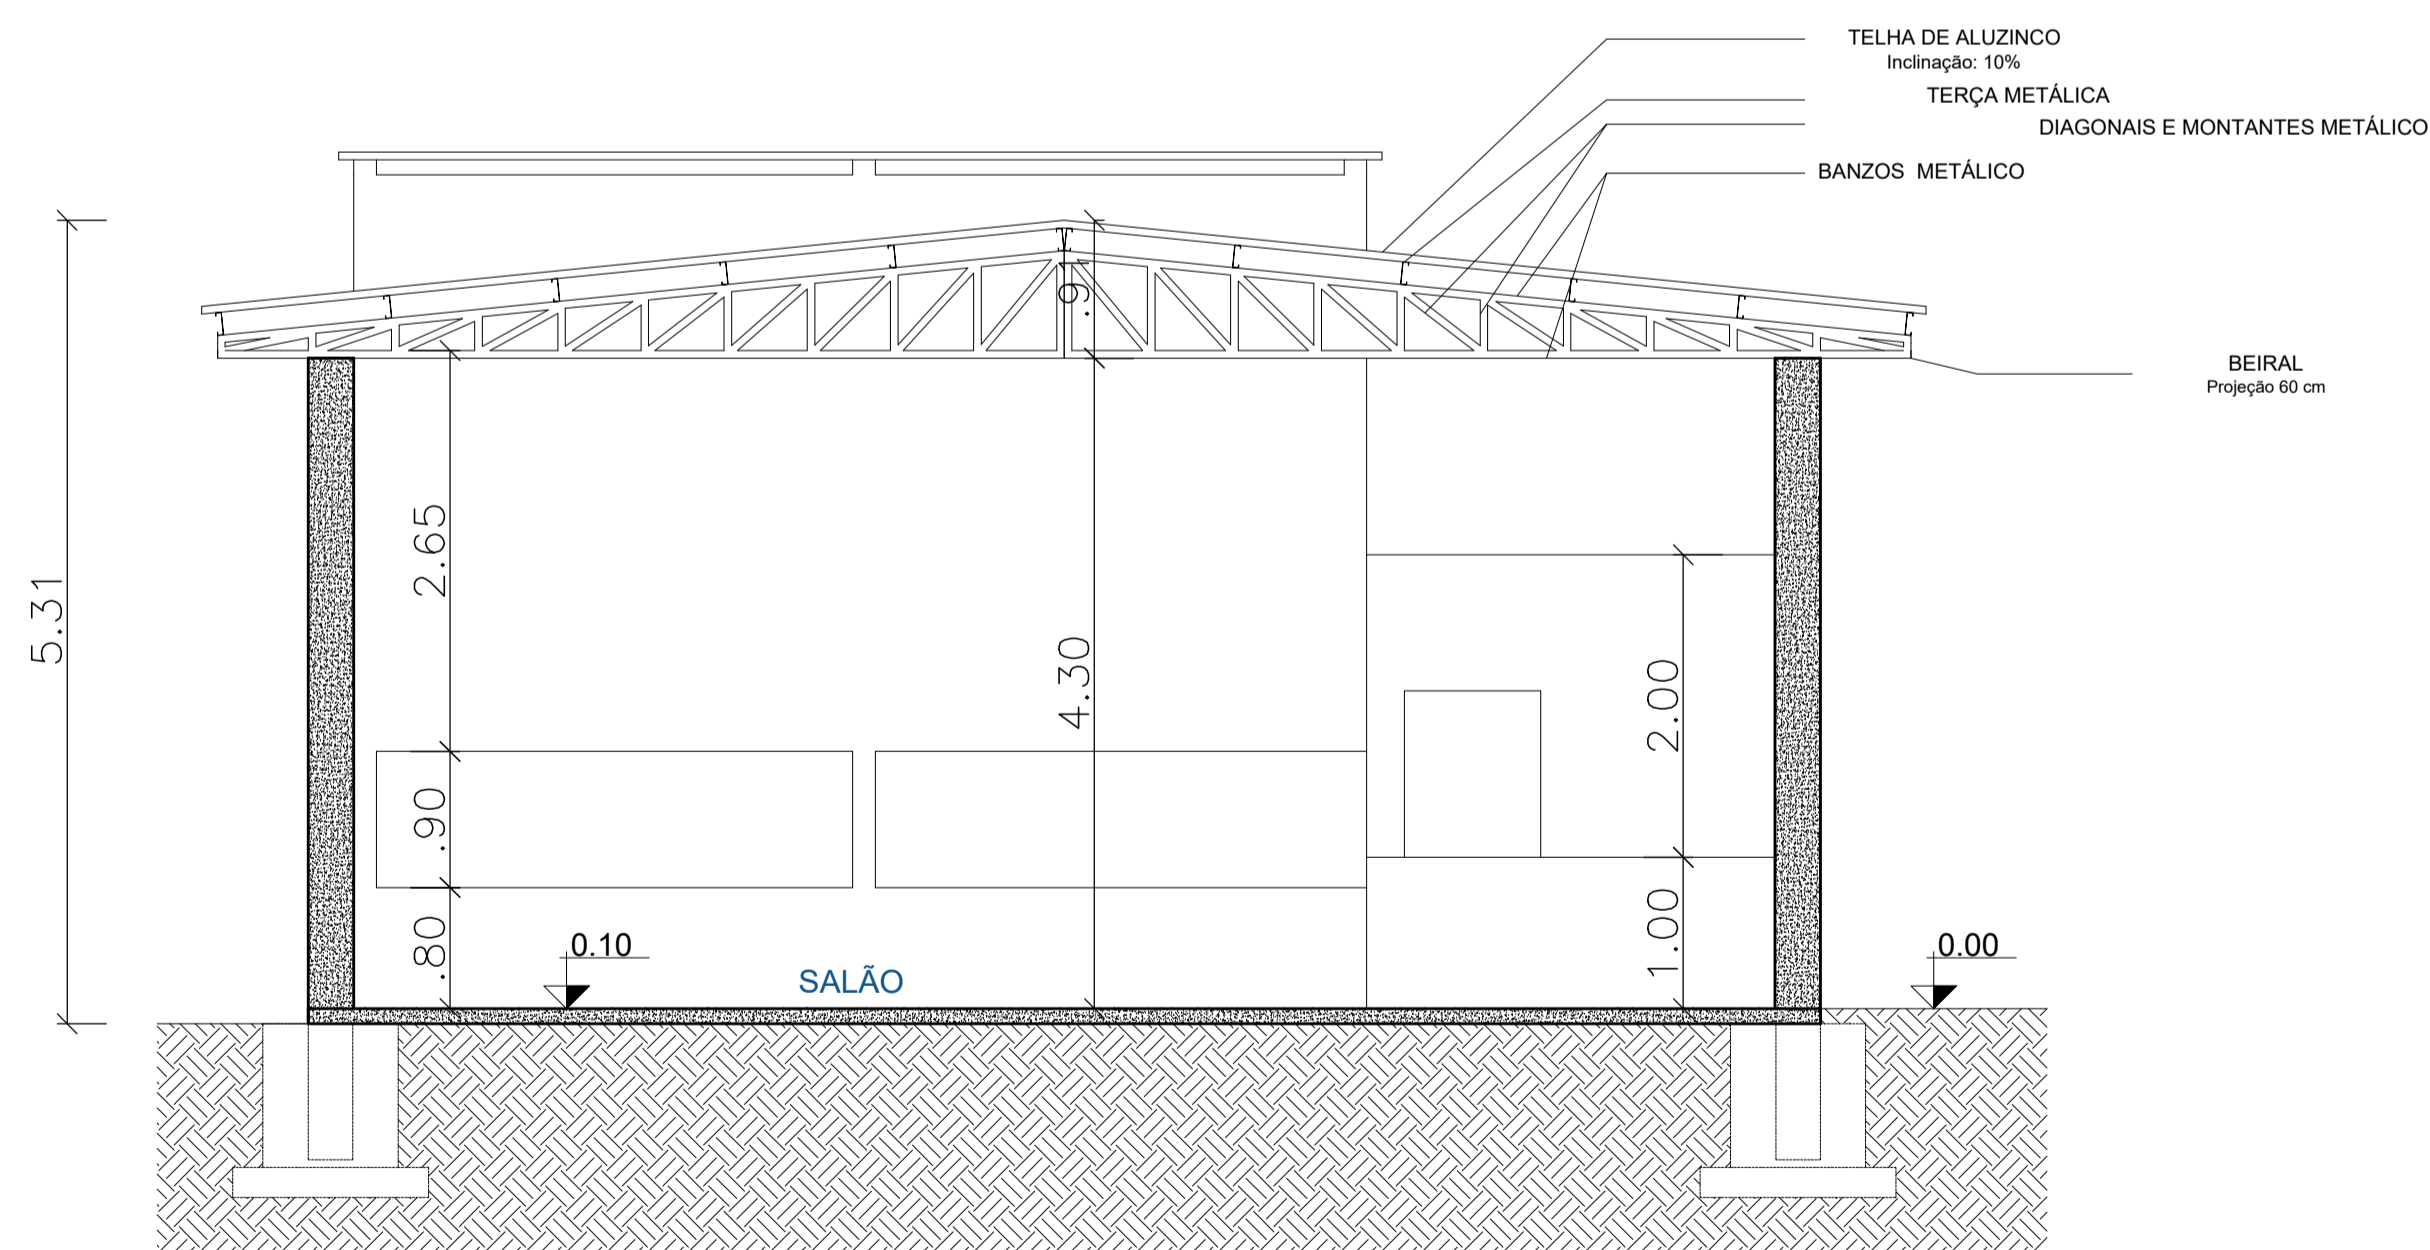 TELHA DE ALUZINCO
Inclinação: 10%
TERÇA METÁLICA
DIAGONAIS E MONTANTES METÁLICO
BANZOS METÁLICO
BEIRAL
Projeção 60 cm
5.31
2.65
.90
.80
4.30
2.00
1.00
0.10
SALÃO
0.00